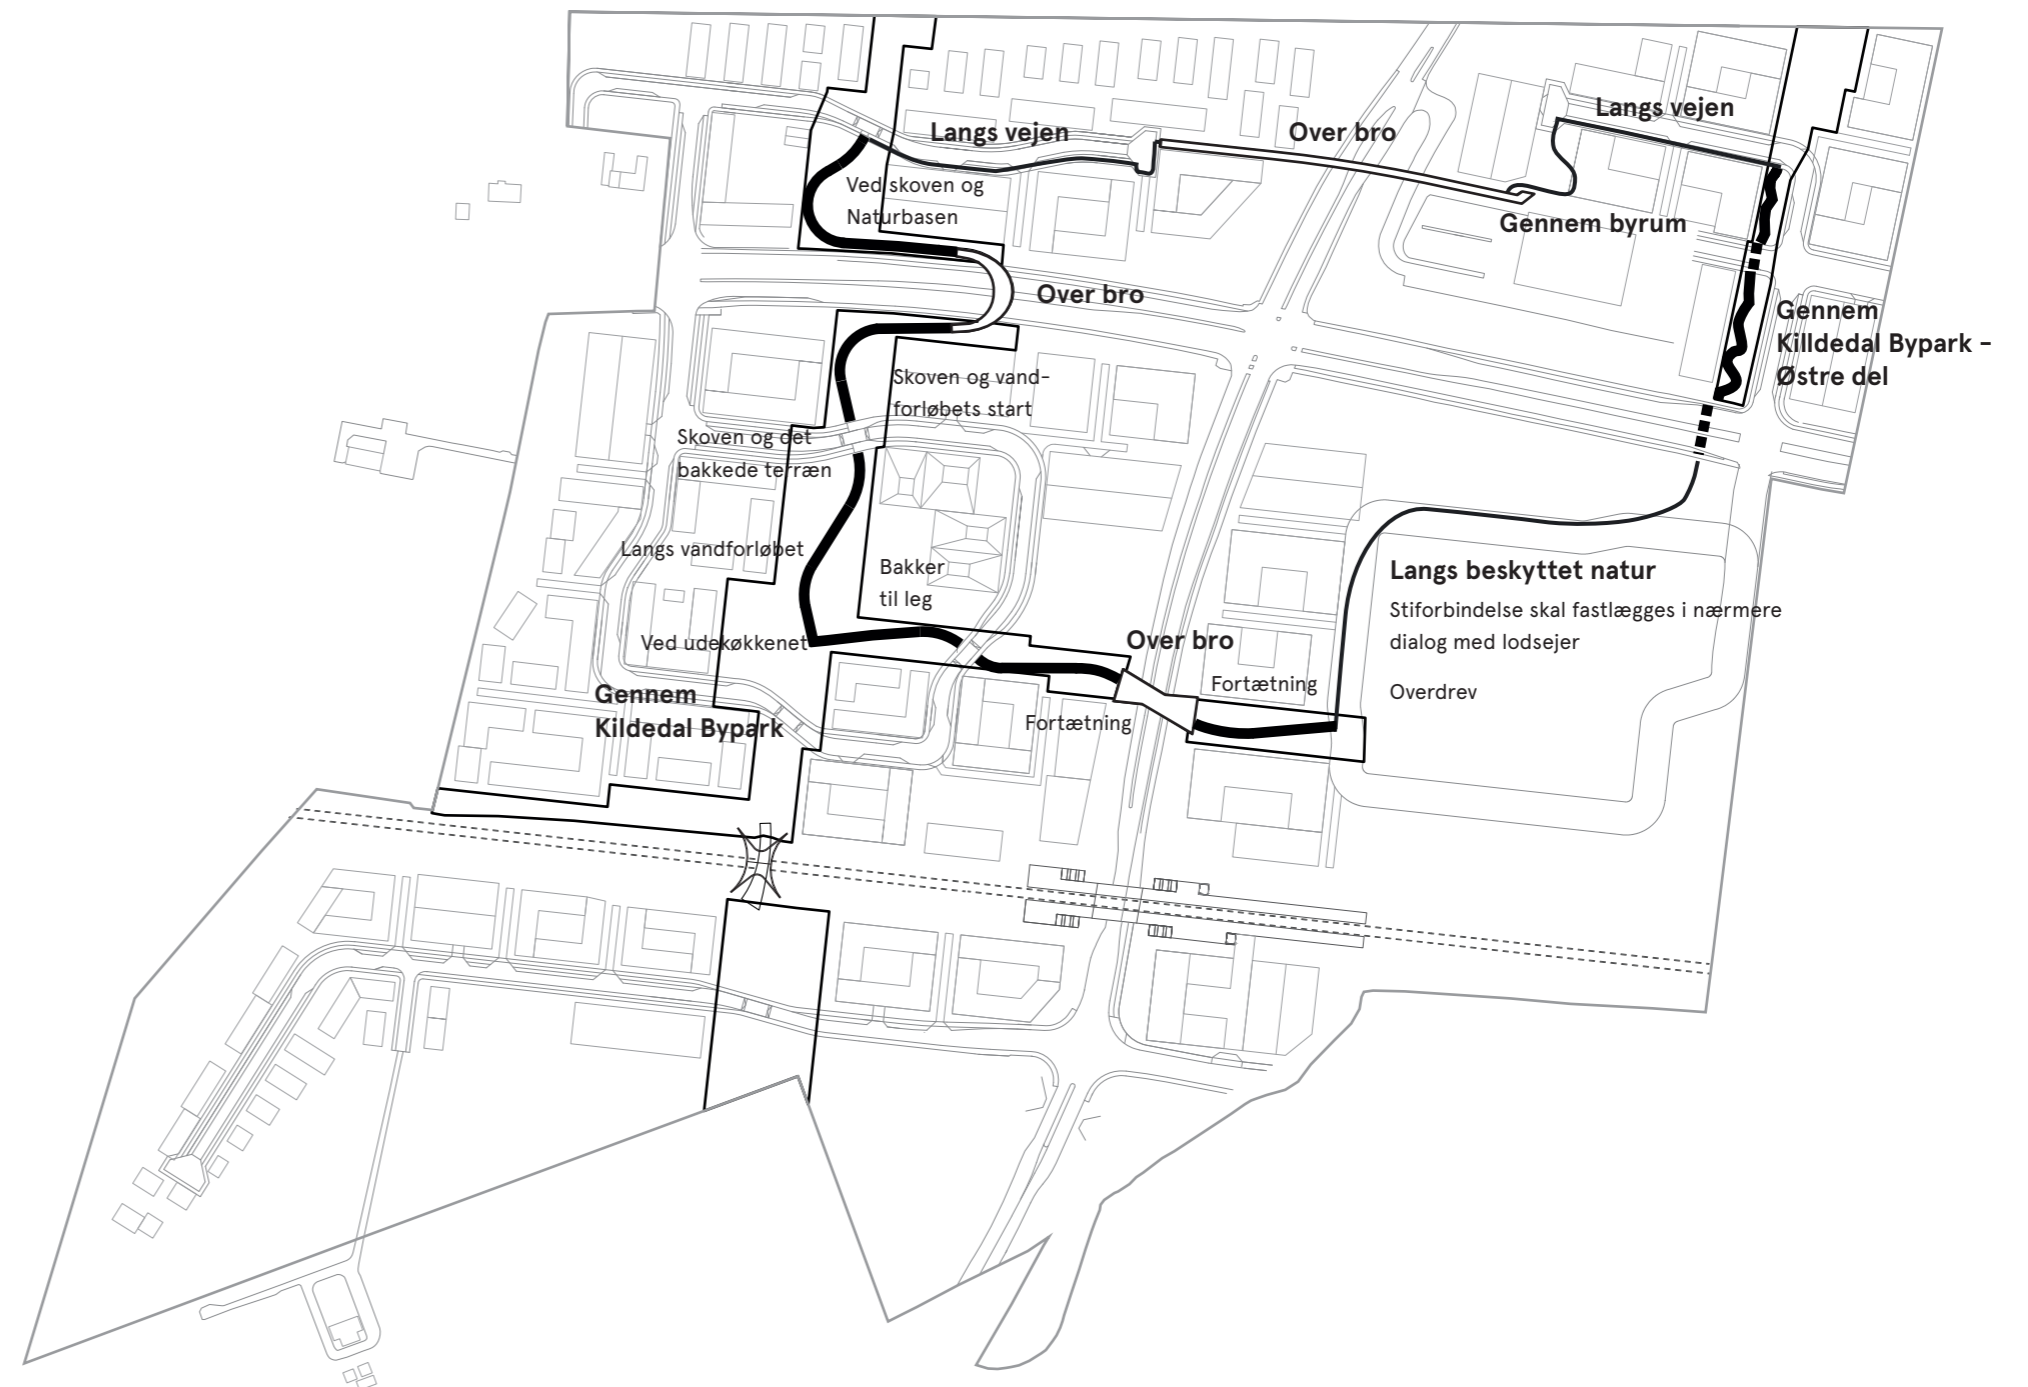 Langs vejen
Over bro
Langs vejen
Ved skoven og
Naturbasen
Gennem byrum
Over bro
Gennem
Killdedal Bypark -
Østre del
Skoven og vand-
forløbets start
Skoven og det
bakkede terræn
Langs vandforløbet
Bakker
til leg
Langs beskyttet natur
Stiforbindelse skal fastlægges i nærmere
dialog med lodsejer
Overdrev
Ved udekøkkenet
Over bro
Fortætning
Gennem
Kildedal Bypark
Fortætning